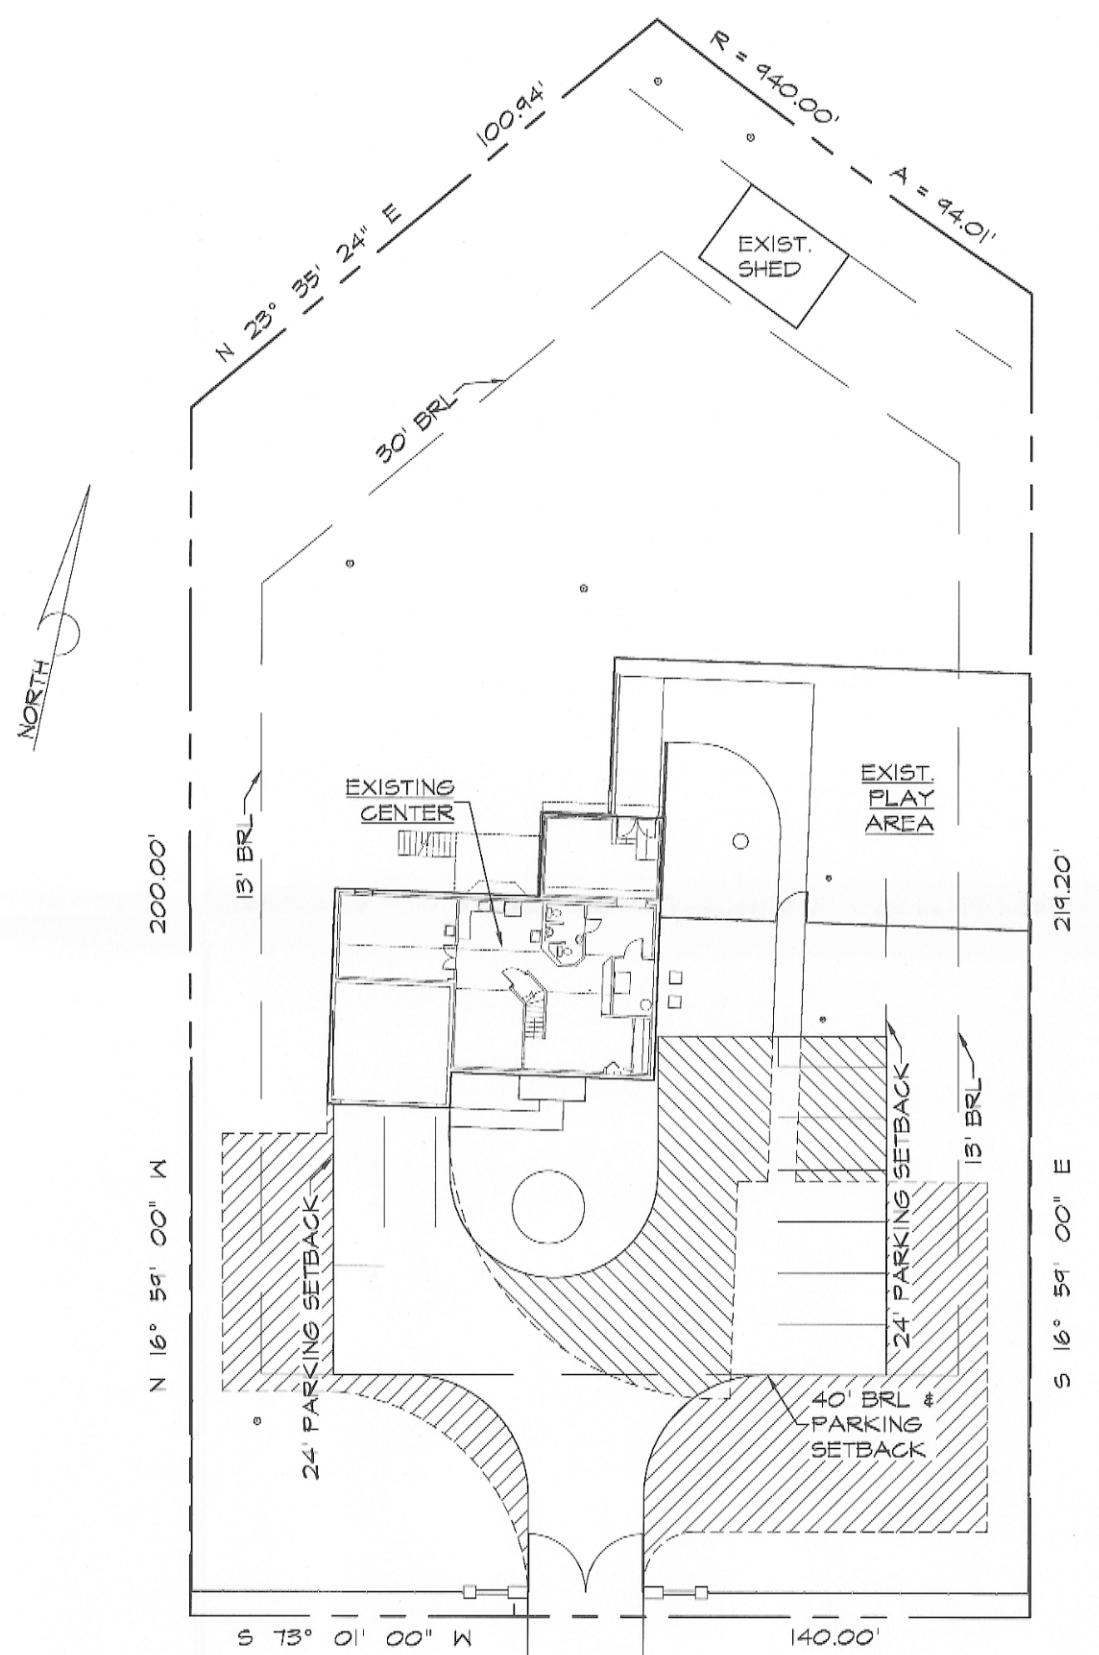 R = 940.00'
A = 94.01'
100.94'
N 23° 35' 24" E
EXIST.
SHED
30' BRL
NORTH
EXISTING
CENTER
EXIST.
PLAY
AREA
13' BRL
200.00'
219.20'
N 16° 59' 00" W
24' PARKING SETBACK
24' PARKING SETBACK
13' BRL
S 16° 59' 00" E
40' BRL &
PARKING
SETBACK
S 73° 01' 00" W
140.00'